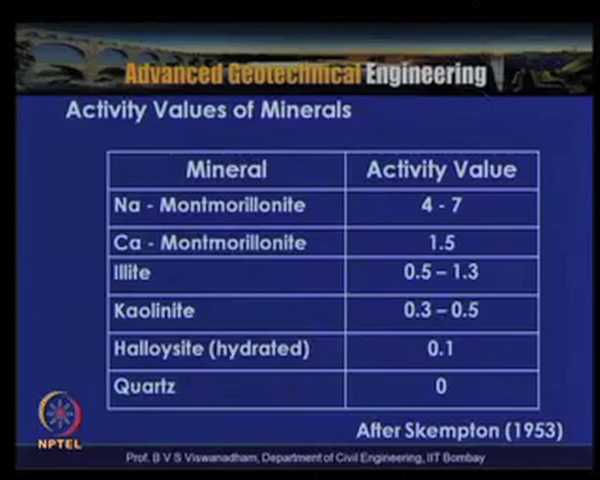 Advanced Geotechnical Engineering
Activity Values of Minerals
Mineral Activity Value
Na - Montmorillonite 4 - 7
Ca - Montmorillonite 1.5
Illite 0.5 – 1.3
Kaolinite 0.3 – 0.5
Halloysite (hydrated) 0.1
Quartz 0
After Skempton (1953)
NPTEL
Prof. B V S Viswanadham, Department of Civil Engineering, IIT Bombay